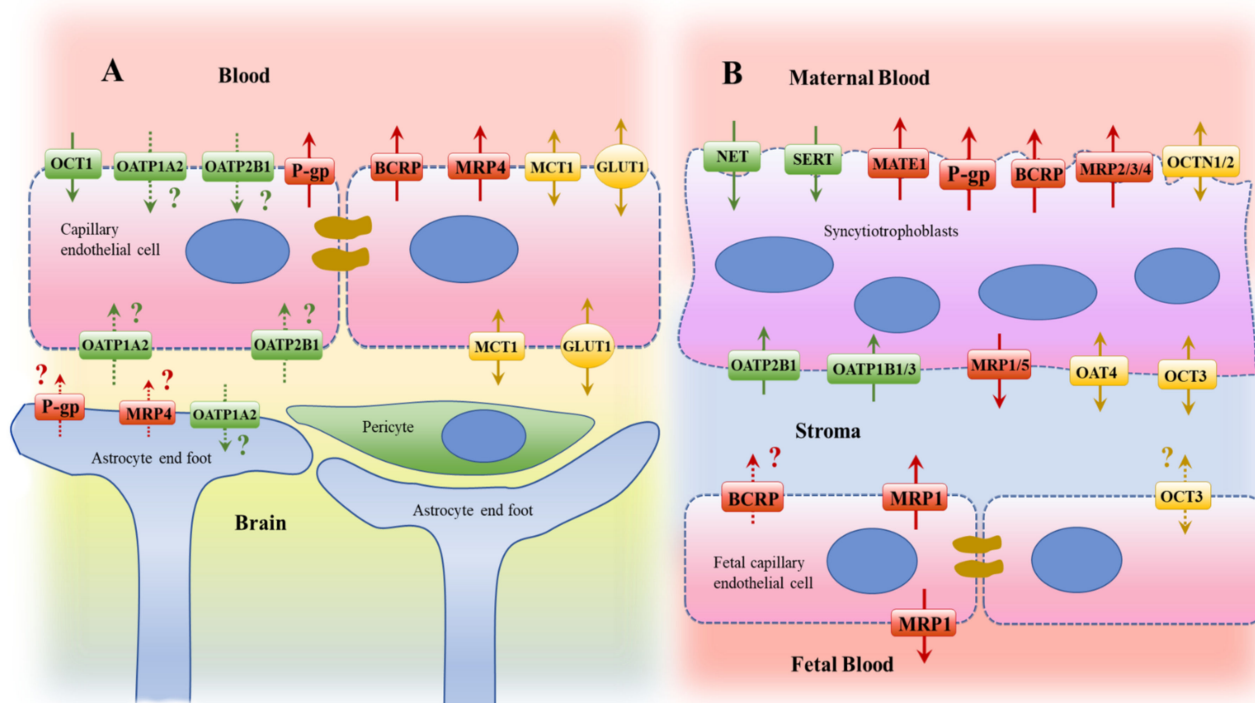 A
Blood
OCT1
OATP1A2
?
OATP2B1
?
P-gp
BCRP
MRP4
MCT1
GLUT1
Capillary
endothelial cell
OATP1A2
?
OATP2B1
?
MCT1
GLUT1
?
P-gp
MRP4
?
OATP1A2
?
Astrocyte end foot
Pericyte
Astrocyte end foot
Brain
B
Maternal Blood
NET
SERT
MATE1
P-gp
BCRP
MRP2/3/4
OCTN1/2
Syncytiotrophoblasts
OATP2B1
OATP1B1/3
MRP1/5
OAT4
OCT3
Stroma
BCRP
?
MRP1
?
OCT3
Fetal capillary
endothelial cell
MRP1
Fetal Blood